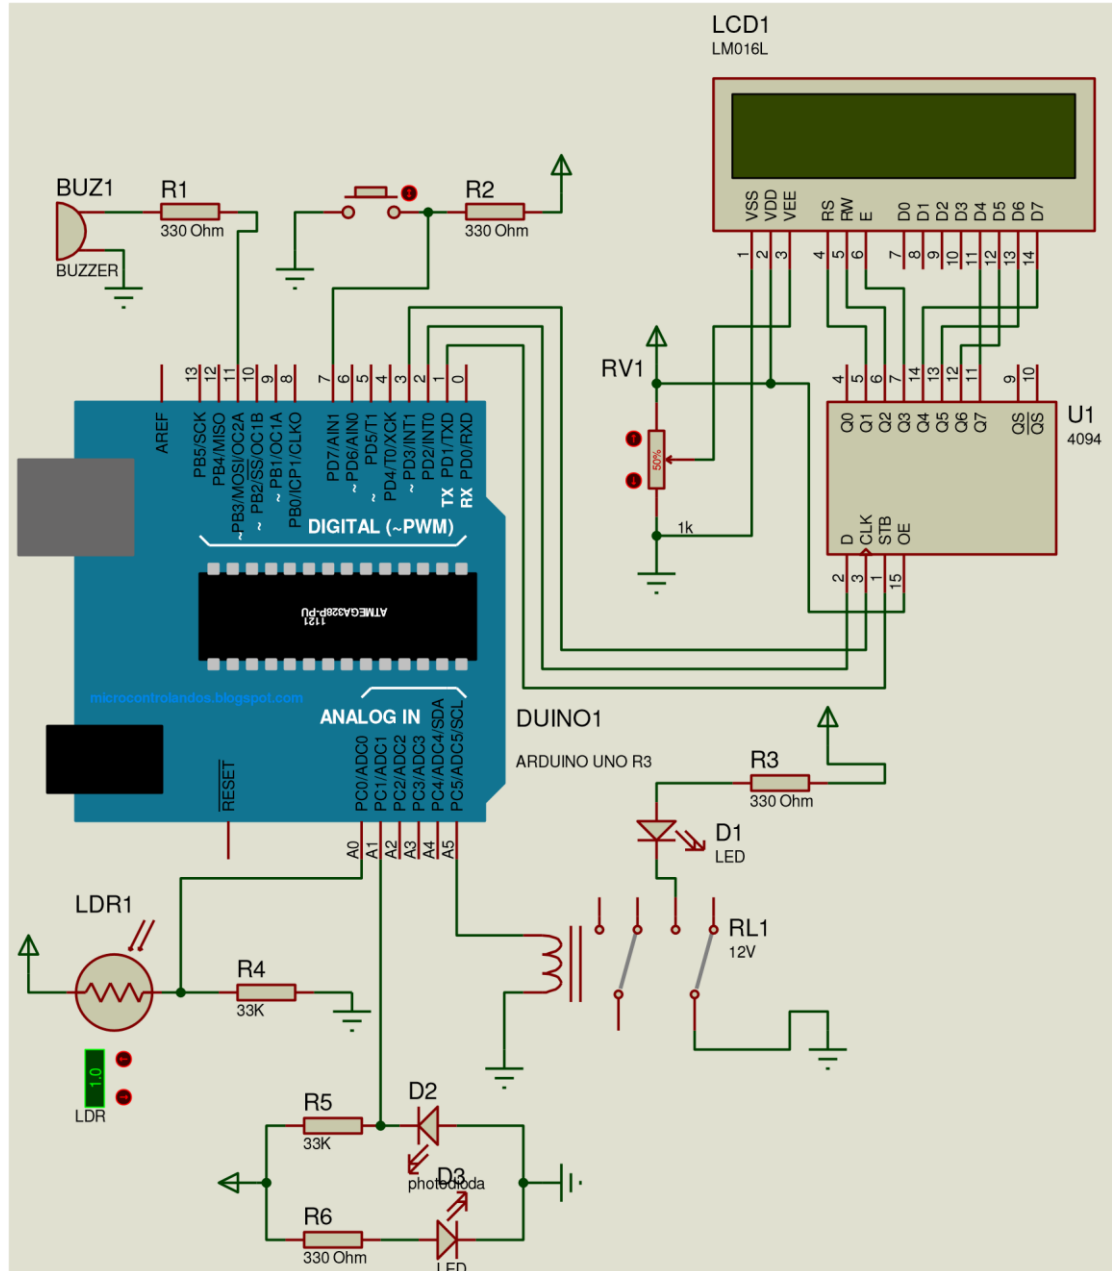 LCD1
LM016L
VSS
VDD
VEE
RS
RW
E
D0
D1
D2
D3
D4
D5
D6
D7
1
2
3
4
5
6
7
8
9
10
11
12
13
14
BUZ1
BUZZER
R1
330 Ohm
R2
330 Ohm
RV1
50%
1k
4
5
6
7
14
13
12
11
9
10
Q0
Q1
Q2
Q3
Q4
Q5
Q6
Q7
QS
QS
U1
4094
D
CLK
STB
OE
2
3
1
15
13
12
11
10
9
8
7
6
5
4
3
2
1
0
AREF
PB5/SCK
PB4/MISO
~PB3/MOSI/OC2A
~ PB2/SS/OC1B
~ PB1/OC1A
PB0/ICP1/CLKO
PD7/AIN1
~ PD6/AIN0
~ PD5/T1
PD4/T0/XCK
~ PD3/INT1
PD2/INT0
TX PD1/TXD
RX PD0/RXD
DIGITAL (~PWM)
ATMEGA328P-PU
1121
microcontrolandos.blogspot.com
ANALOG IN
DUINO1
ARDUINO UNO R3
RESET
PC0/ADC0
PC1/ADC1
PC2/ADC2
PC3/ADC3
PC4/ADC4/SDA
PC5/ADC5/SCL
A0
A1
A2
A3
A4
A5
R3
330 Ohm
D1
LED
RL1
12V
LDR1
R4
33K
1.0
LDR
R5
33K
D2
photodioda
D3
R6
330 Ohm
LED